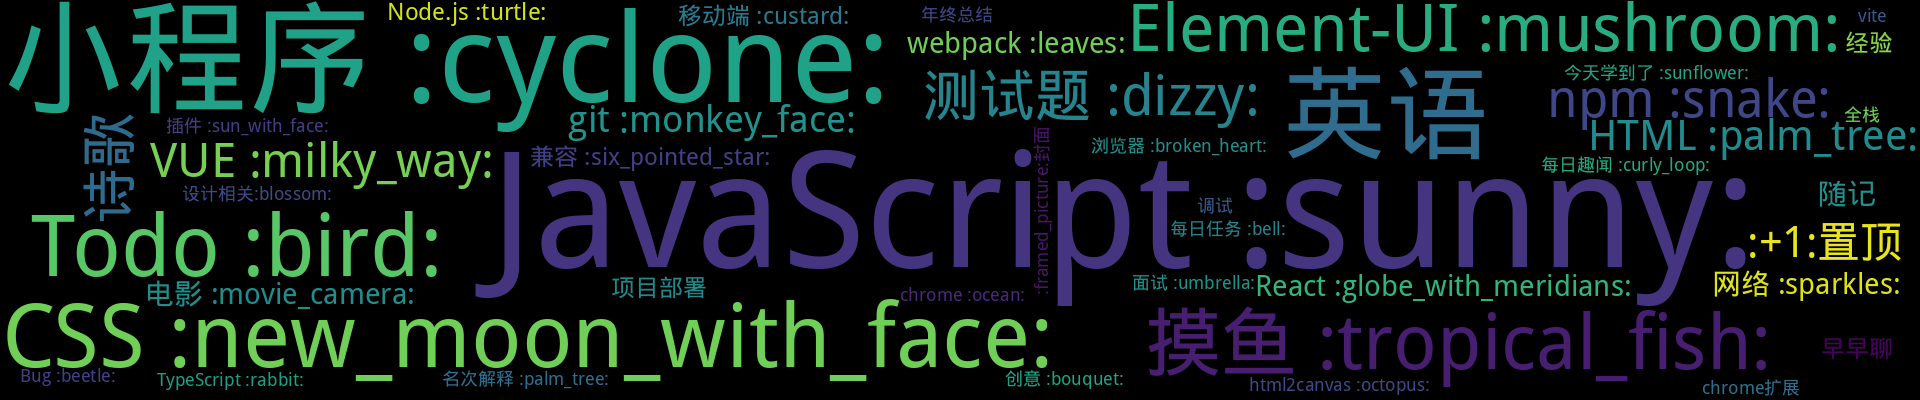 小程序 :cyclone:
Node.js :turtle:
移动端 :custard:
年终总结
webpack :leaves:
Element-UI :mushroom:
vite
经验
测试题 :dizzy:
英语
今天学到了 :sunflower:
npm :snake:
全栈
git :monkey_face:
诗歌
插件 :sun_with_face:
VUE :milky_way:
兼容 :six_pointed_star:
:framed_picture:封面
浏览器 :broken_heart:
HTML :palm_tree:
每日趣闻 :curly_loop:
设计相关:blossom:
JavaScript :sunny:
调试
随记
每日任务 :bell:
Todo :bird:
:+1:置顶
电影 :movie_camera:
项目部署
chrome :ocean:
面试 :umbrella:
React :globe_with_meridians:
网络 :sparkles:
CSS :new_moon_with_face:
摸鱼 :tropical_fish:
早早聊
Bug :beetle:
TypeScript :rabbit:
名次解释 :palm_tree:
创意 :bouquet:
html2canvas :octopus:
chrome扩展